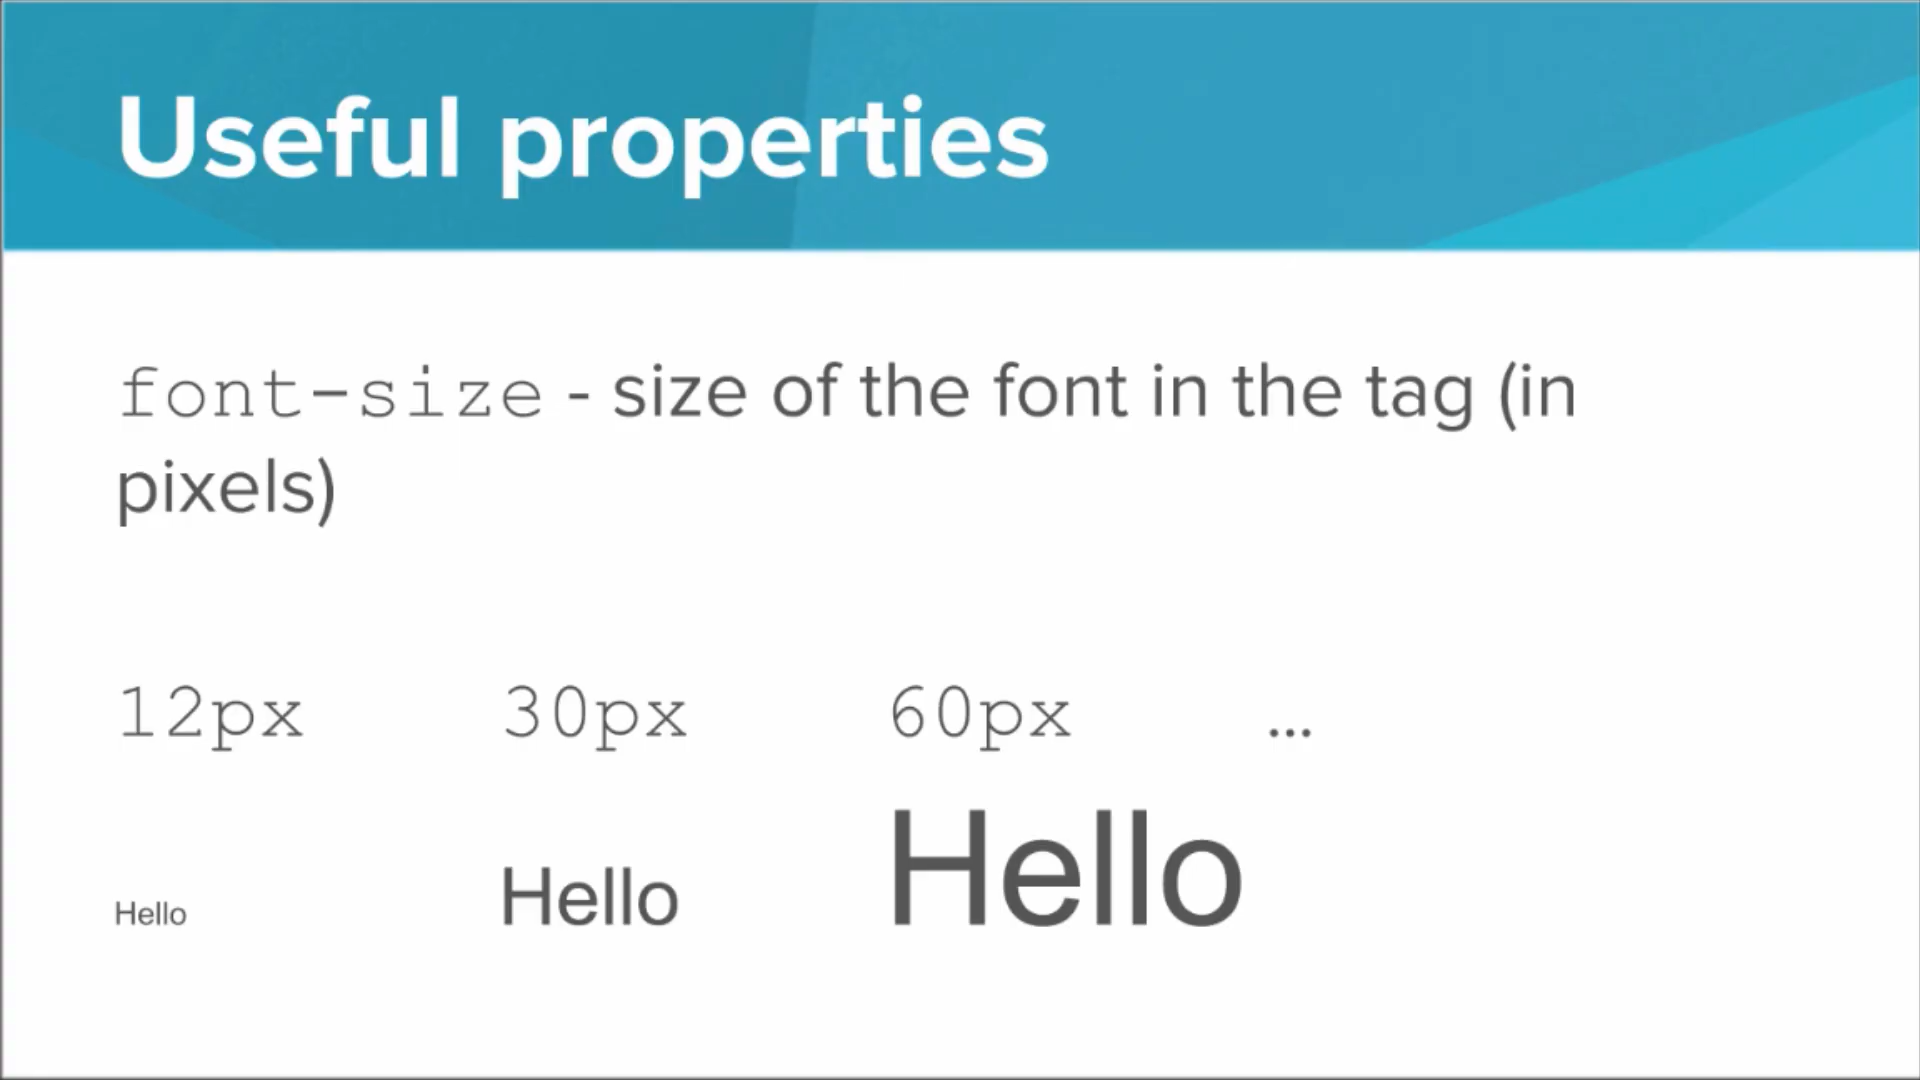 Useful properties
font-size - size of the font in the tag (in
pixels)
12px 30px 60px ...
Hello Hello Hello